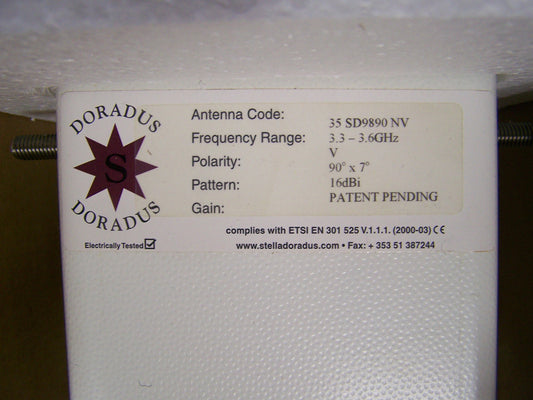 DORADUS
S
DORADUS
Electrically Tested
Antenna Code: 35 SD9890 NV
Frequency Range: 3.3 – 3.6GHz
Polarity: V
Pattern: 90° x 7°
Gain: 16dBi
PATENT PENDING
complies with ETSI EN 301 525 V.1.1.1. (2000-03) CE
www.stelladoradus.com • Fax: + 353 51 387244